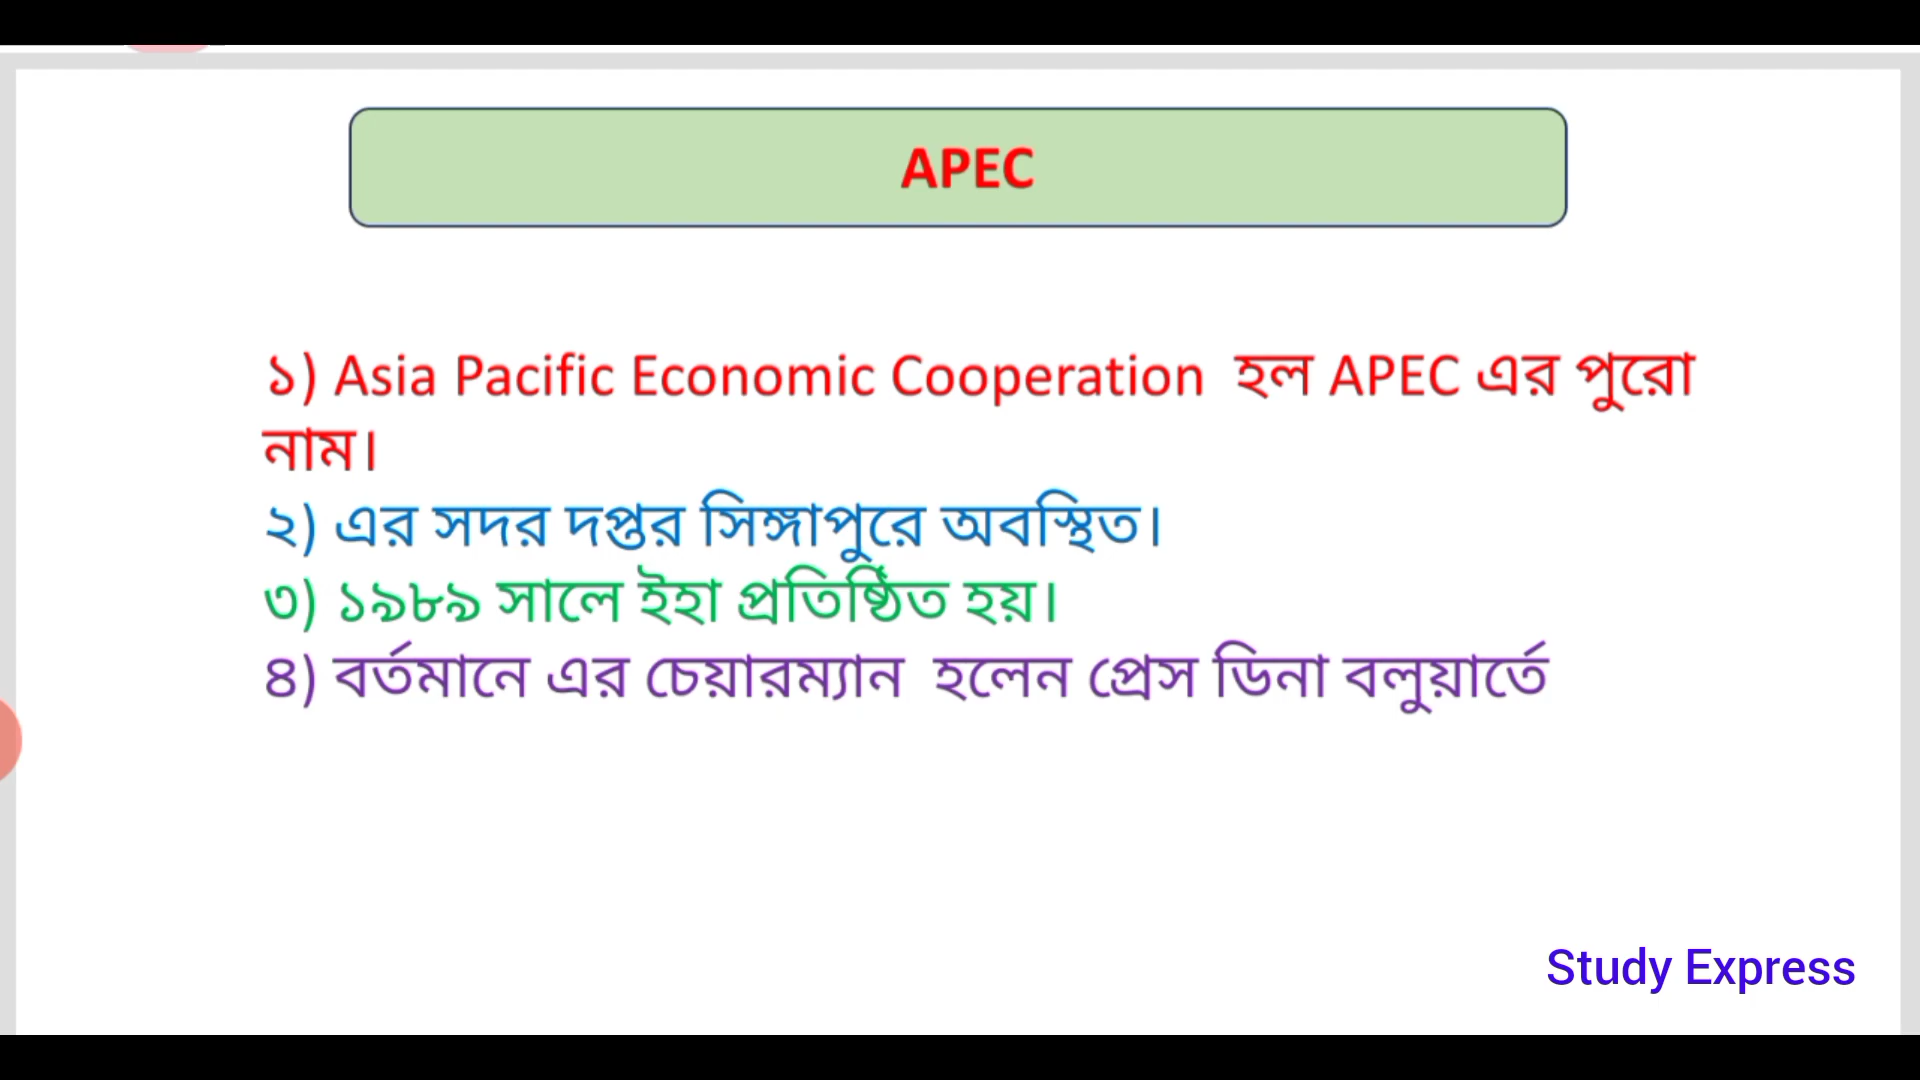 APEC
১) Asia Pacific Economic Cooperation হল APEC এর পুরো
নাম।
২) এর সদর দপ্তর সিঙ্গাপুরে অবস্থিত।
৩) ১৯৮৯ সালে ইহা প্রতিষ্ঠিত হয়।
৪) বর্তমানে এর চেয়ারম্যান হলেন প্রেস ডিনা বলুয়ার্তে
Study Express